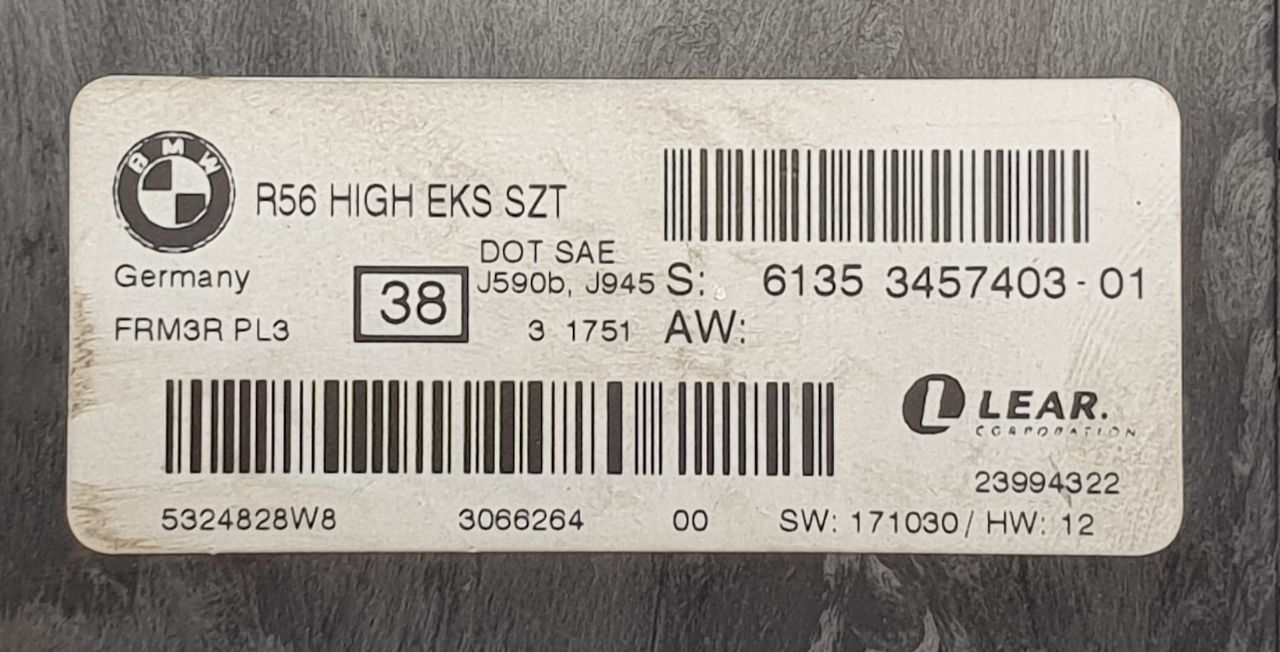 BMW
R56 HIGH EKS SZT
DOT SAE
Germany
38
J590b, J945
S: 6135 3457403-01
FRM3R PL3
3 1751
AW:
LEAR.
CORPORATION
23994322
5324828W8 3066264 00 SW: 171030/ HW: 12